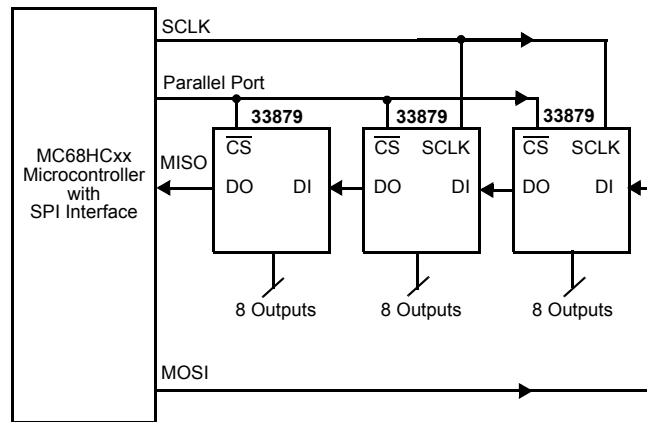 SCLK
Parallel Port
33879 33879 33879
CS CS SCLK CS SCLK
MC68HCxx
Microcontroller
with
SPI Interface
MISO
DO DI DO DI DO DI
8 Outputs 8 Outputs 8 Outputs
MOSI